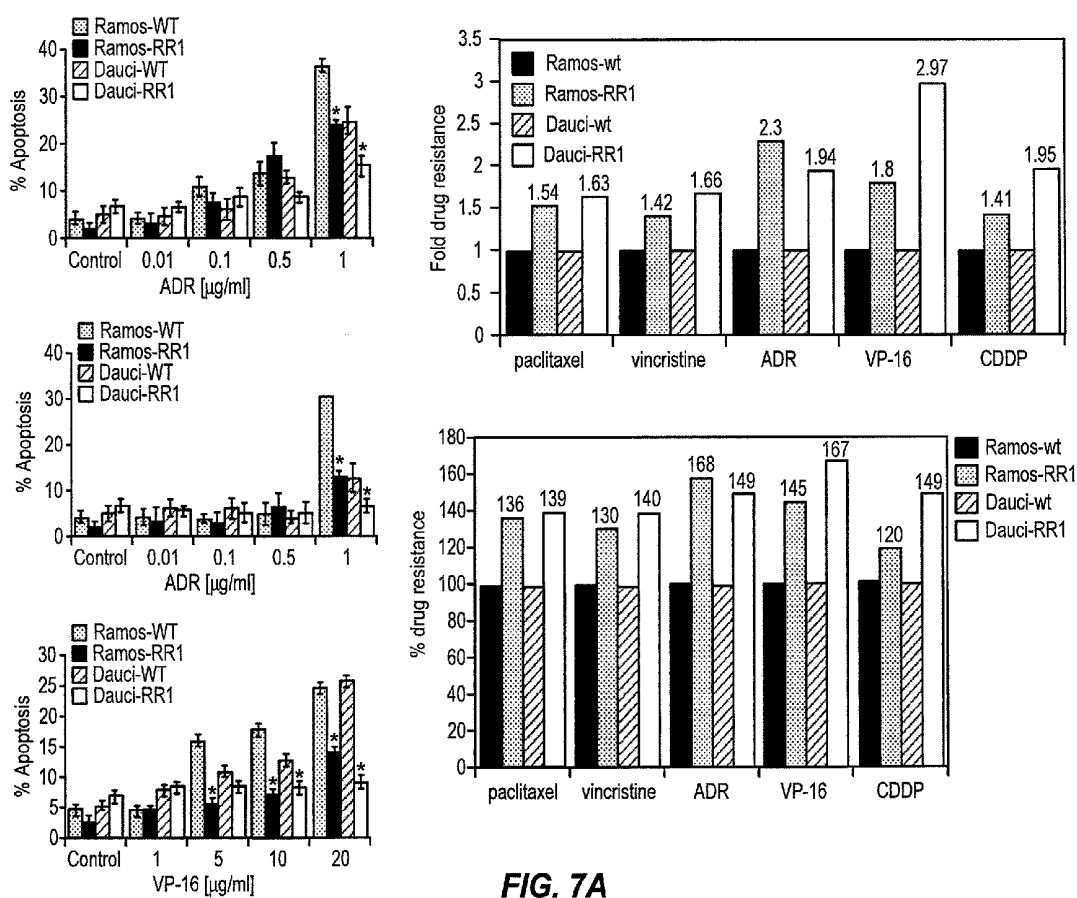 Ramos-WT
Ramos-RR1
Dauci-WT
Dauci-RR1
% Apoptosis
40
30
20
10
0
* *
Control 0.01 0.1 0.5 1
ADR [µg/ml]
Ramos-WT
Ramos-RR1
Dauci-WT
Dauci-RR1
% Apoptosis
40
30
20
10
0
* *
Control 0.01 0.1 0.5 1
ADR [µg/ml]
Ramos-WT
Ramos-RR1
Dauci-WT
Dauci-RR1
% Apoptosis
30
25
20
15
10
5
0
* * * * *
Control 1 5 10 20
VP-16 [µg/ml]
Fold drug resistance
3.5
3
2.5
2
1.5
1
0.5
0
Ramos-wt
Ramos-RR1
Dauci-wt
Dauci-RR1
1.54 1.63 1.42 1.66 2.3 1.94 1.8 2.97 1.41 1.95
paclitaxel vincristine ADR VP-16 CDDP
% drug resistance
180
160
140
120
100
80
60
40
20
0
136 139 130 140 168 149 145 167 120 149
paclitaxel vincristine ADR VP-16 CDDP
Ramos-wt
Ramos-RR1
Dauci-wt
Dauci-RR1
FIG. 7A